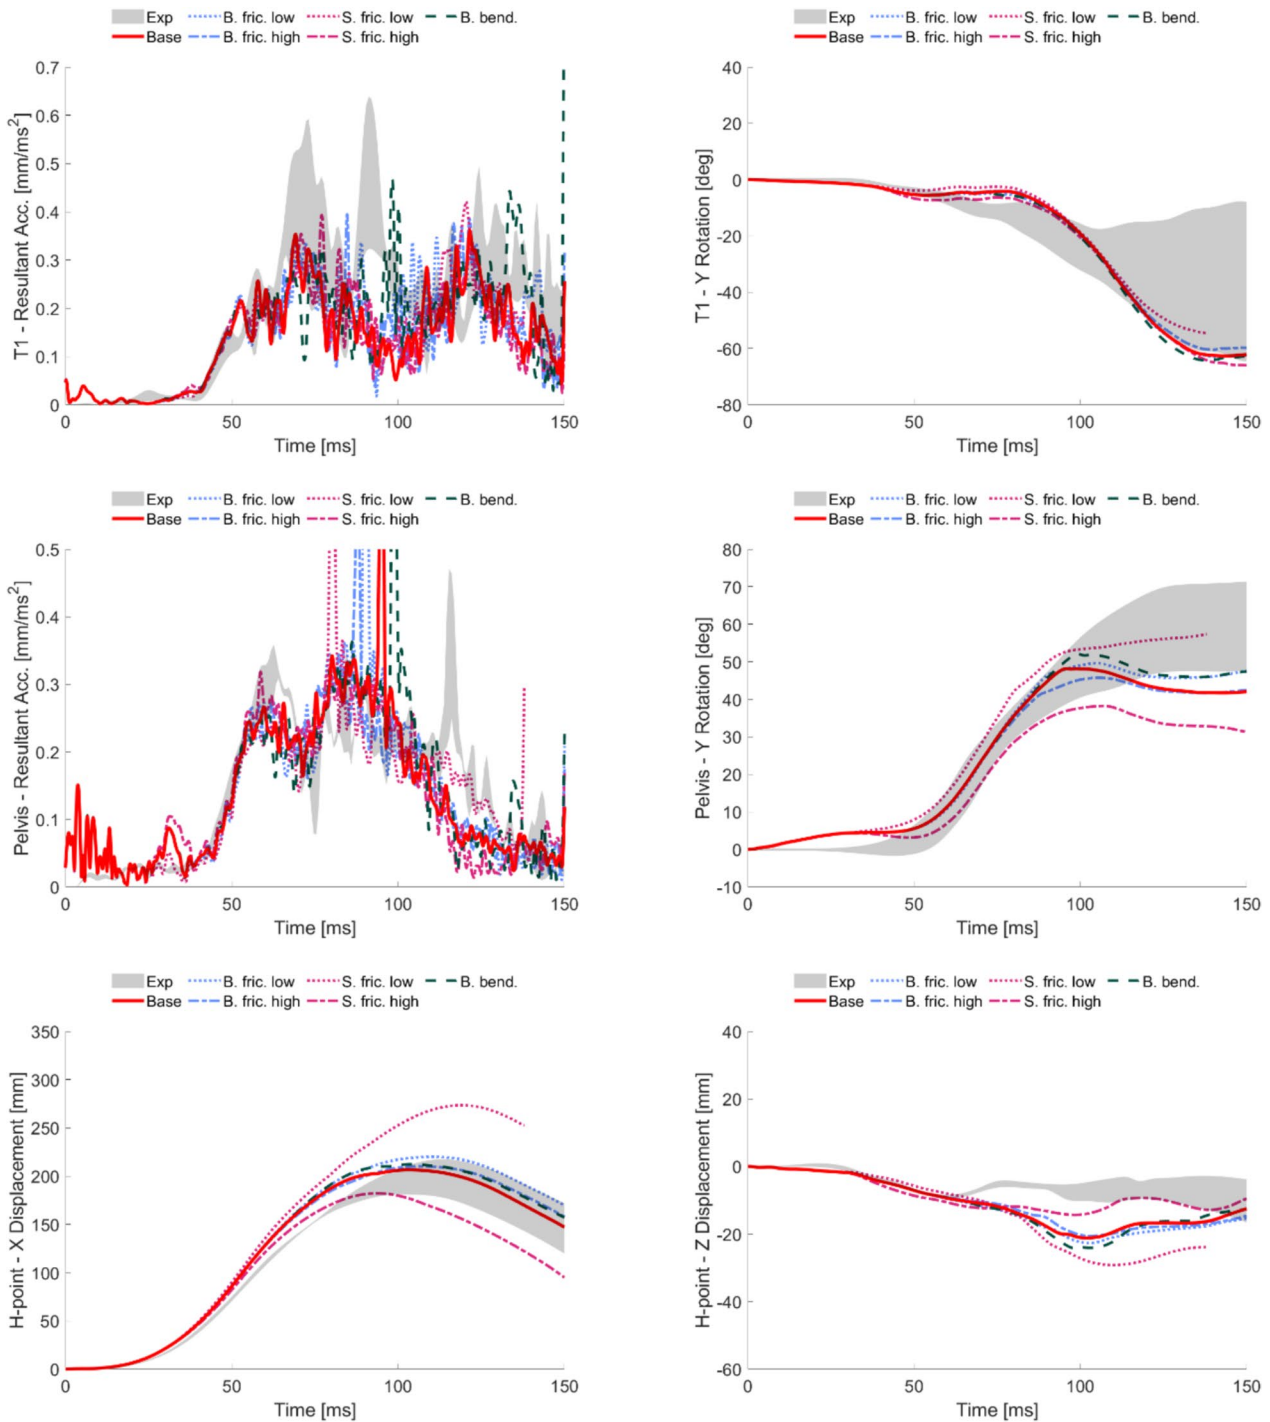 Exp B. fric. low S. fric. low B. bend.
Base B. fric. high S. fric. high
T1 - Resultant Acc. [mm/ms²]
0.7
0.6
0.5
0.4
0.3
0.2
0.1
0
0 50 100 150
Time [ms]
Exp B. fric. low S. fric. low B. bend.
Base B. fric. high S. fric. high
T1 - Y Rotation [deg]
40
20
0
-20
-40
-60
-80
0 50 100 150
Time [ms]
Exp B. fric. low S. fric. low B. bend.
Base B. fric. high S. fric. high
Pelvis - Resultant Acc. [mm/ms²]
0.5
0.4
0.3
0.2
0.1
0
0 50 100 150
Time [ms]
Exp B. fric. low S. fric. low B. bend.
Base B. fric. high S. fric. high
Pelvis - Y Rotation [deg]
80
70
60
50
40
30
20
10
0
-10
0 50 100 150
Time [ms]
Exp B. fric. low S. fric. low B. bend.
Base B. fric. high S. fric. high
H-point - X Displacement [mm]
350
300
250
200
150
100
50
0
0 50 100 150
Time [ms]
Exp B. fric. low S. fric. low B. bend.
Base B. fric. high S. fric. high
H-point - Z Displacement [mm]
40
20
0
-20
-40
-60
0 50 100 150
Time [ms]